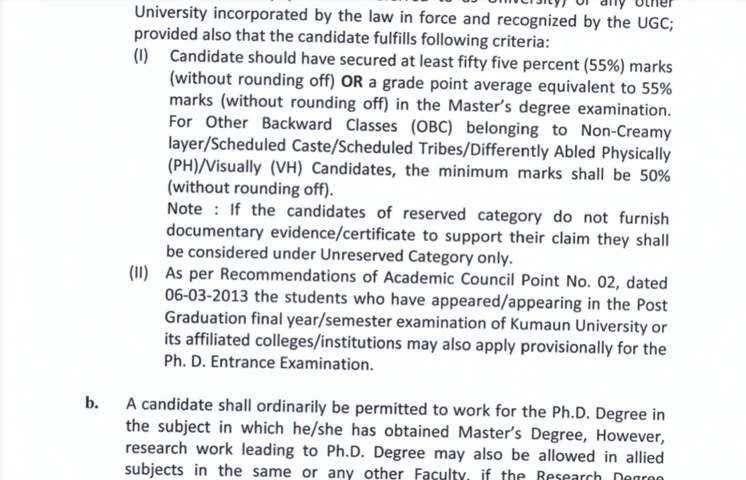 University) or any other
University incorporated by the law in force and recognized by the UGC;
provided also that the candidate fulfills following criteria:
(I) Candidate should have secured at least fifty five percent (55%) marks
(without rounding off) OR a grade point average equivalent to 55%
marks (without rounding off) in the Master's degree examination.
For Other Backward Classes (OBC) belonging to Non-Creamy
layer/Scheduled Caste/Scheduled Tribes/Differently Abled Physically
(PH)/Visually (VH) Candidates, the minimum marks shall be 50%
(without rounding off).
Note : If the candidates of reserved category do not furnish
documentary evidence/certificate to support their claim they shall
be considered under Unreserved Category only.
(II) As per Recommendations of Academic Council Point No. 02, dated
06-03-2013 the students who have appeared/appearing in the Post
Graduation final year/semester examination of Kumaun University or
its affiliated colleges/institutions may also apply provisionally for the
Ph. D. Entrance Examination.
b. A candidate shall ordinarily be permitted to work for the Ph.D. Degree in
the subject in which he/she has obtained Master's Degree, However,
research work leading to Ph.D. Degree may also be allowed in allied
subjects in the same or any other Faculty, if the Research Degree